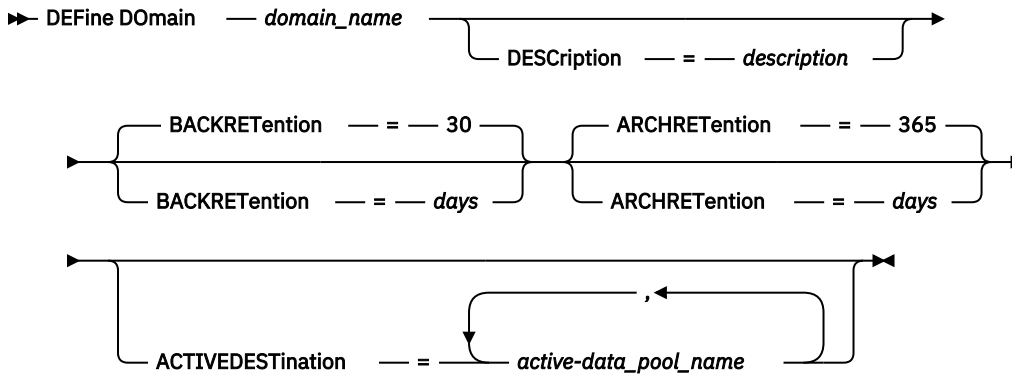 DEFine DOmain — domain_name
DESCription — = — description
BACKRETention — = — 30 ARCHRETention — = — 365
BACKRETention — = — days ARCHRETention — = — days
,
ACTIVEDESTination — = active-data_pool_name